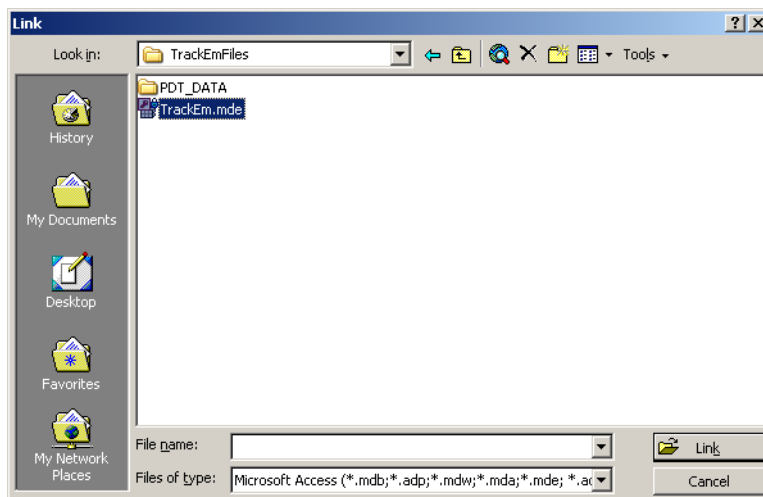 Link
Look in:
TrackEmFiles
Tools
PDT_DATA
TrackEm.mde
History
My Documents
Desktop
Favorites
My Network
Places
File name:
Link
Files of type:
Microsoft Access (*.mdb;*.adp;*.mdw;*.mda;*.mde; *.ac
Cancel